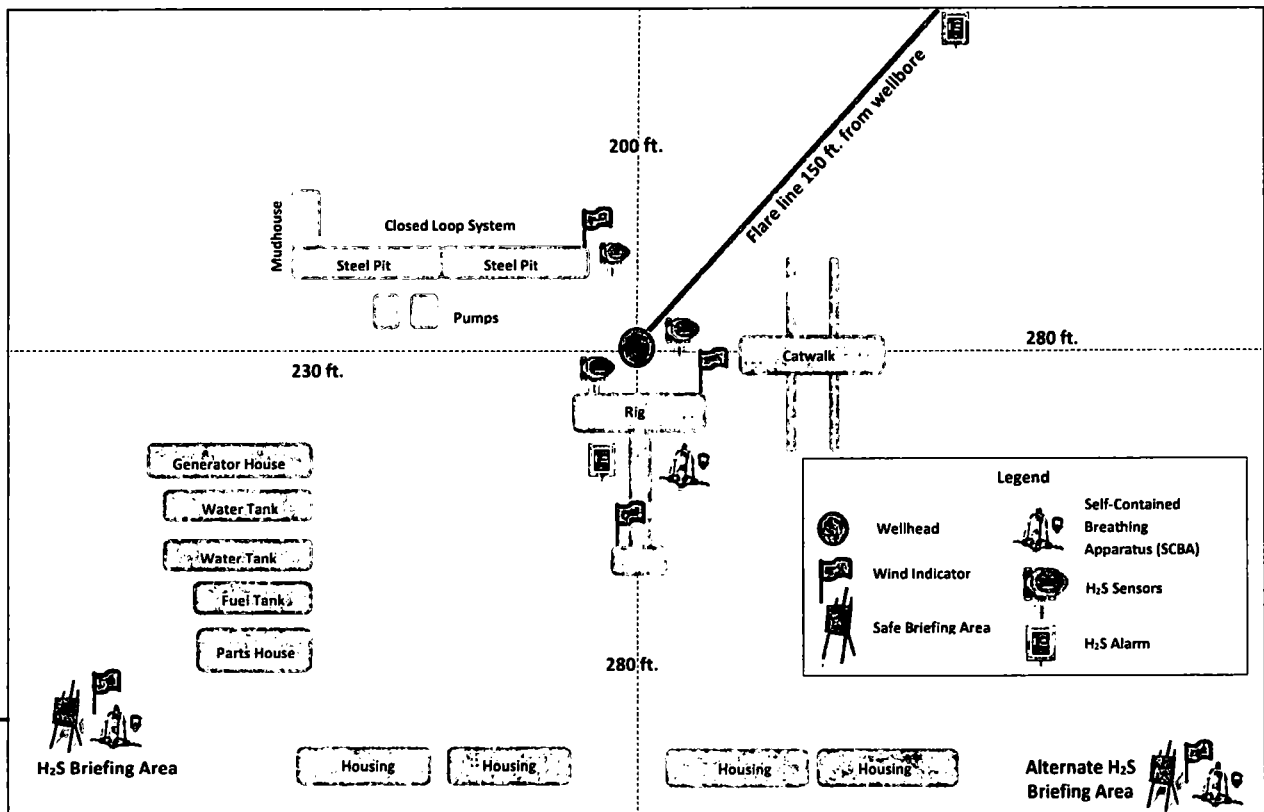 Flare line 150 ft. from wellbore
200 ft.
Mudhouse
Closed Loop System
Steel Pit
Steel Pit
Pumps
230 ft.
Catwalk
280 ft.
Rig
Generator House
Water Tank
Water Tank
Fuel Tank
Parts House
280 ft.
Legend
Wellhead
Wind Indicator
Safe Briefing Area
Self-Contained
Breathing
Apparatus (SCBA)
H₂S Sensors
H₂S Alarm
H₂S Briefing Area
Housing
Housing
Housing
Housing
Alternate H₂S
Briefing Area